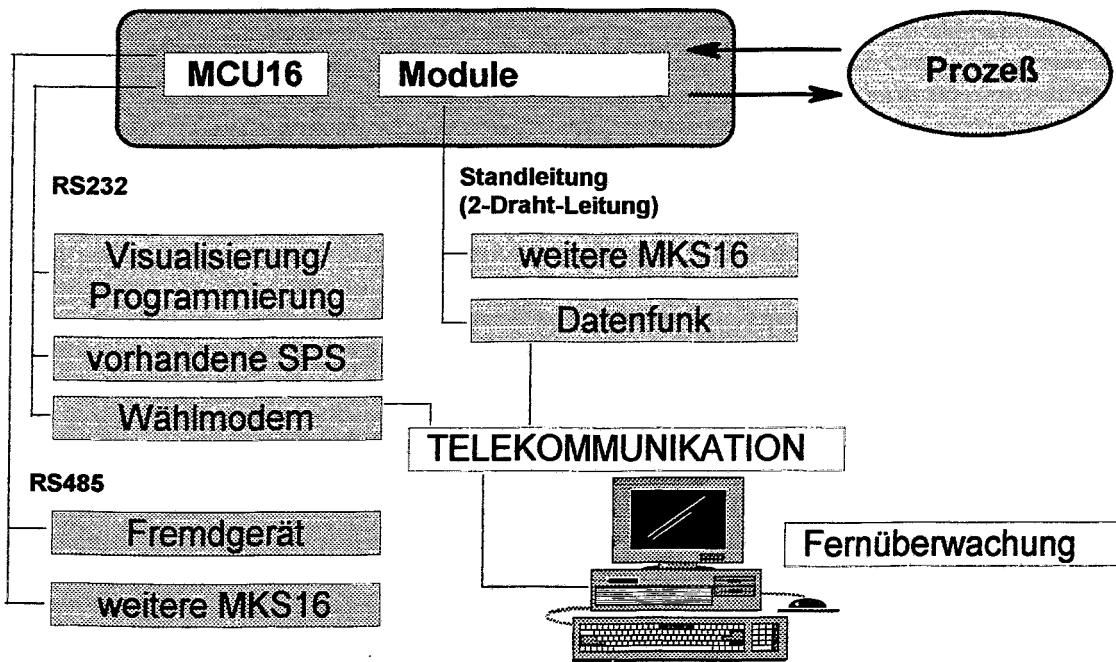 MCU16
Module
Prozeß
RS232
Standleitung
(2-Draht-Leitung)
Visualisierung/
Programmierung
weitere MKS16
Datenfunk
vorhandene SPS
Wählmodem
TELEKOMMUNIKATION
RS485
Fremdgerät
Fernüberwachung
weitere MKS16